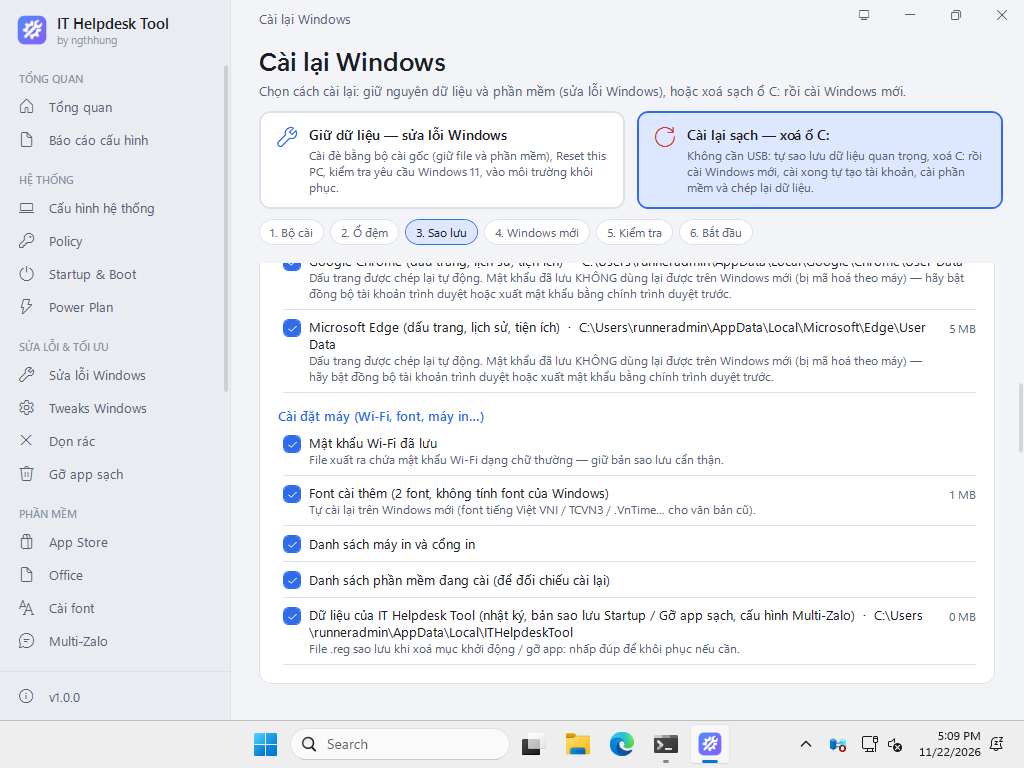 IT Helpdesk Tool
by ngthhung
TỔNG QUAN
Tổng quan
Báo cáo cấu hình
HỆ THỐNG
Cấu hình hệ thống
Policy
Startup & Boot
Power Plan
SỬA LỖI & TỐI ƯU
Sửa lỗi Windows
Tweaks Windows
Dọn rác
Gỡ app sạch
PHẦN MỀM
App Store
Office
Cài font
Multi-Zalo
v1.0.0
Cài lại Windows
Cài lại Windows
Chọn cách cài lại: giữ nguyên dữ liệu và phần mềm (sửa lỗi Windows), hoặc xoá sạch ổ C: rồi cài Windows mới.
Giữ dữ liệu — sửa lỗi Windows
Cài đè bằng bộ cài gốc (giữ file và phần mềm), Reset this
PC, kiểm tra yêu cầu Windows 11, vào môi trường khôi
phục.
Cài lại sạch — xoá ổ C:
Không cần USB: tự sao lưu dữ liệu quan trọng, xoá C: rồi
cài Windows mới, cài xong tự tạo tài khoản, cài phần
mềm và chép lại dữ liệu.
1. Bộ cài
2. Ổ đệm
3. Sao lưu
4. Windows mới
5. Kiểm tra
6. Bắt đầu
Google Chrome (dấu trang, lịch sử, tiện ích) · C:\Users\runneradmin\AppData\Local\Google\Chrome\User Data
Dấu trang được chép lại tự động. Mật khẩu đã lưu KHÔNG dùng lại được trên Windows mới (bị mã hoá theo máy) — hãy bật
đồng bộ tài khoản trình duyệt hoặc xuất mật khẩu bằng chính trình duyệt trước.
Microsoft Edge (dấu trang, lịch sử, tiện ích) · C:\Users\runneradmin\AppData\Local\Microsoft\Edge\User
Data
5 MB
Dấu trang được chép lại tự động. Mật khẩu đã lưu KHÔNG dùng lại được trên Windows mới (bị mã hoá theo máy) —
hãy bật đồng bộ tài khoản trình duyệt hoặc xuất mật khẩu bằng chính trình duyệt trước.
Cài đặt máy (Wi-Fi, font, máy in...)
Mật khẩu Wi-Fi đã lưu
File xuất ra chứa mật khẩu Wi-Fi dạng chữ thường — giữ bản sao lưu cẩn thận.
Font cài thêm (2 font, không tính font của Windows)
1 MB
Tự cài lại trên Windows mới (font tiếng Việt VNI / TCVN3 / .VnTime... cho văn bản cũ).
Danh sách máy in và cổng in
Danh sách phần mềm đang cài (để đối chiếu cài lại)
Dữ liệu của IT Helpdesk Tool (nhật ký, bản sao lưu Startup / Gỡ app sạch, cấu hình Multi-Zalo) · C:\Users
\runneradmin\AppData\Local\ITHelpdeskTool
0 MB
File .reg sao lưu khi xoá mục khởi động / gỡ app: nhấp đúp để khôi phục nếu cần.
Search
5:09 PM
11/22/2026